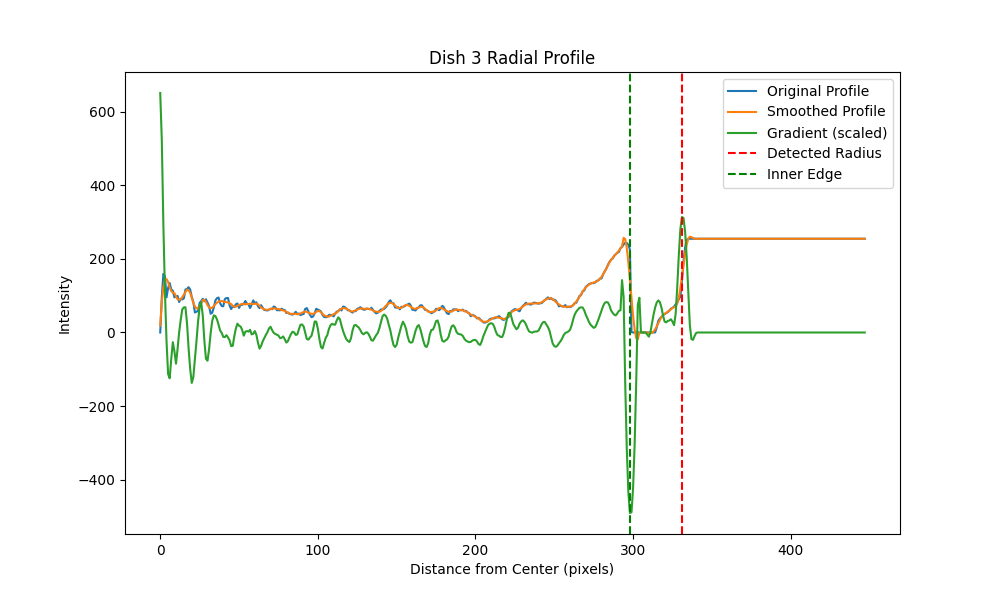 Dish 3 Radial Profile
Original Profile
Smoothed Profile
Gradient (scaled)
Detected Radius
Inner Edge
600
400
200
0
−200
−400
Intensity
0
100
200
300
400
Distance from Center (pixels)